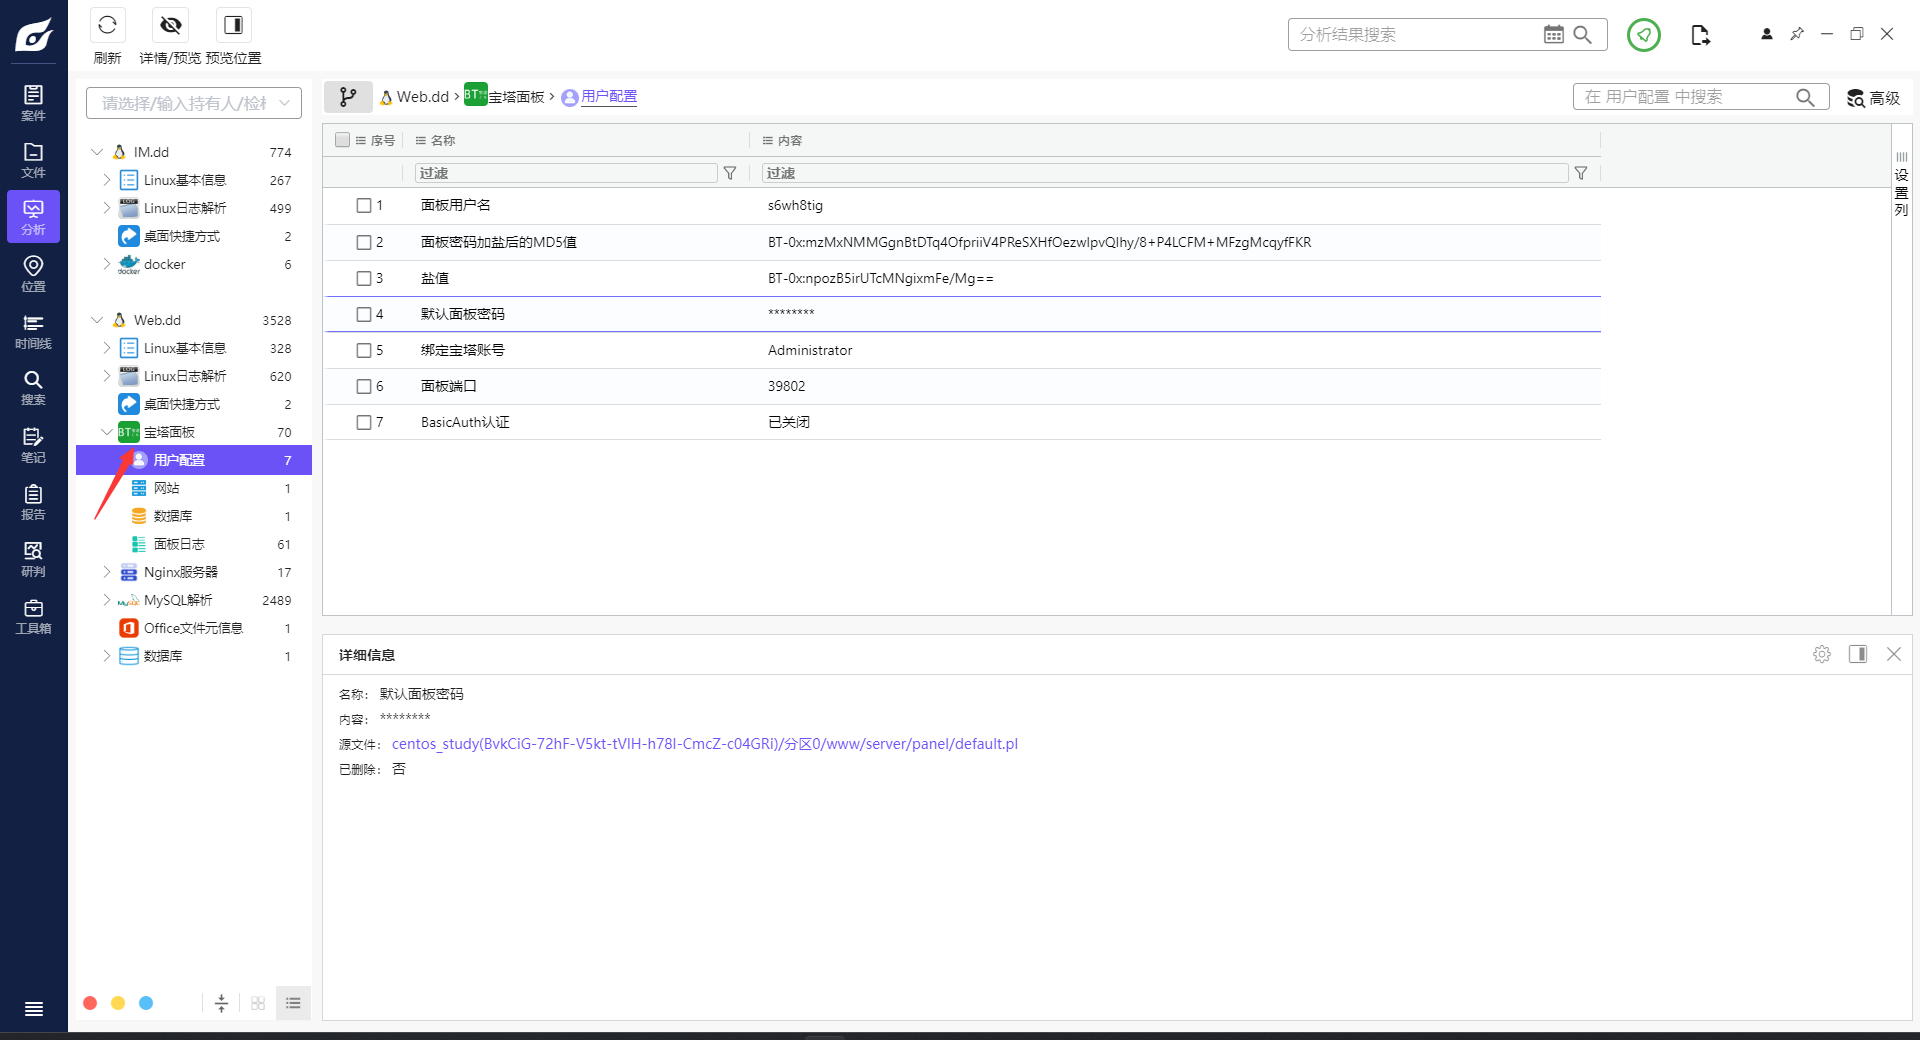 刷新
详情/预览
预览位置
分析结果搜索
案件
文件
分析
位置
时间线
搜索
笔记
报告
研判
工具箱
请选择/输入持有人/检材
IM.dd 774
Linux基本信息 267
Linux日志解析 499
桌面快捷方式 2
docker 6
Web.dd 3528
Linux基本信息 328
Linux日志解析 620
桌面快捷方式 2
宝塔面板 70
用户配置 7
网站 1
数据库 1
面板日志 61
Nginx服务器 17
MySQL解析 2489
Office文件元信息 1
数据库 1
Web.dd > 宝塔面板 > 用户配置
在 用户配置 中搜索
高级
序号 名称 内容
过滤 过滤
1 面板用户名 s6wh8tig
2 面板密码加盐后的MD5值 BT-0x:mzMxNMMGgnBtDTq4OfpriiV4PReSXHfOezwIpvQIhy/8+P4LCFM+MFzgMcqyfFKR
3 盐值 BT-0x:npozB5irUTcMNgixmFe/Mg==
4 默认面板密码 ********
5 绑定宝塔账号 Administrator
6 面板端口 39802
7 BasicAuth认证 已关闭
设置列
详细信息
名称： 默认面板密码
内容： ********
源文件： centos_study(BvkCiG-72hF-V5kt-tVlH-h78I-CmcZ-c04GRi)/分区0/www/server/panel/default.pl
已删除： 否